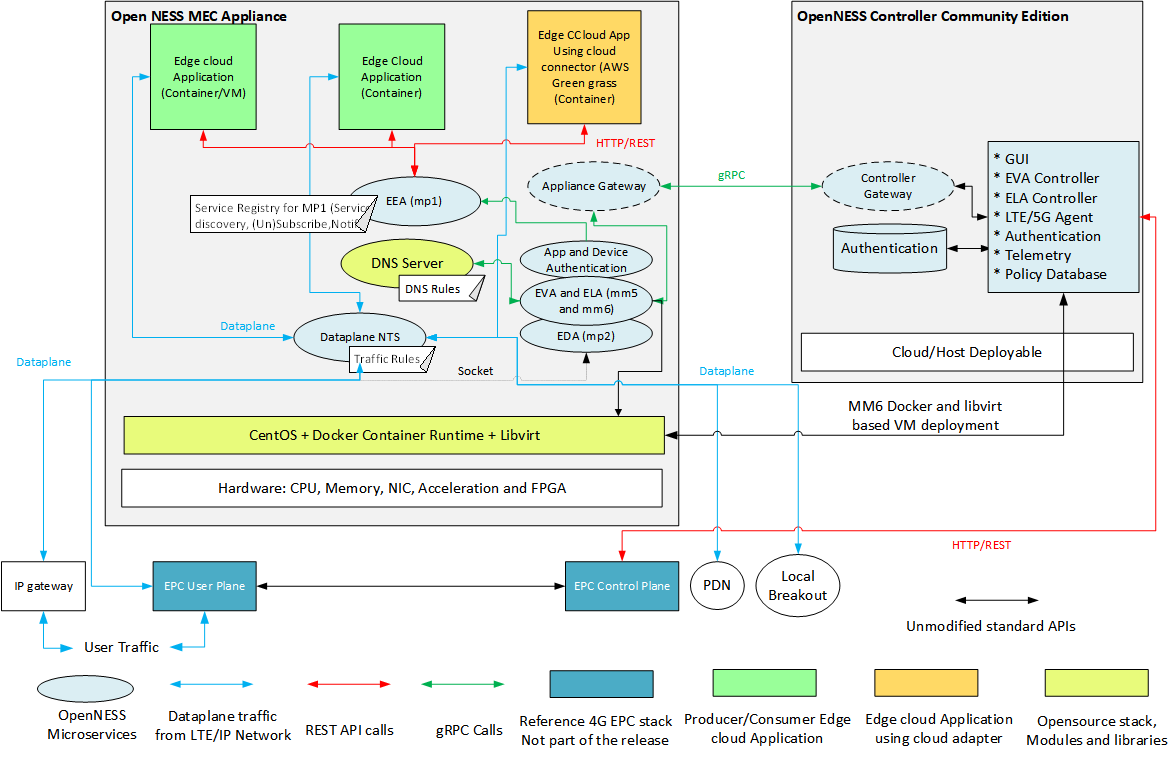 Open NESS MEC Appliance
OpenNESS Controller Community Edition
Edge cloud
Application
(Container/VM)
Edge Cloud
Application
(Container)
Edge CCloud App
Using cloud
connector (AWS
Green grass
(Container)
HTTP/REST
Appliance Gateway
gRPC
Controller
Gateway
* GUI
* EVA Controller
* ELA Controller
* LTE/5G Agent
* Authentication
* Telemetry
* Policy Database
EEA (mp1)
Service Registry for MP1 (Service
discovery, (Un)Subscribe,Notifi
Authentication
DNS Server
DNS Rules
App and Device
Authentication
EVA and ELA (mm5
and mm6)
EDA (mp2)
Dataplane
Dataplane NTS
Traffic Rules
Cloud/Host Deployable
Dataplane
Socket
Dataplane
MM6 Docker and libvirt
based VM deployment
CentOS + Docker Container Runtime + Libvirt
Hardware: CPU, Memory, NIC, Acceleration and FPGA
HTTP/REST
IP gateway
EPC User Plane
EPC Control Plane
PDN
Local
Breakout
Unmodified standard APIs
User Traffic
OpenNESS
Microservices
Dataplane traffic
from LTE/IP Network
REST API calls
gRPC Calls
Reference 4G EPC stack
Not part of the release
Producer/Consumer Edge
cloud Application
Edge cloud Application
using cloud adapter
Opensource stack,
Modules and libraries